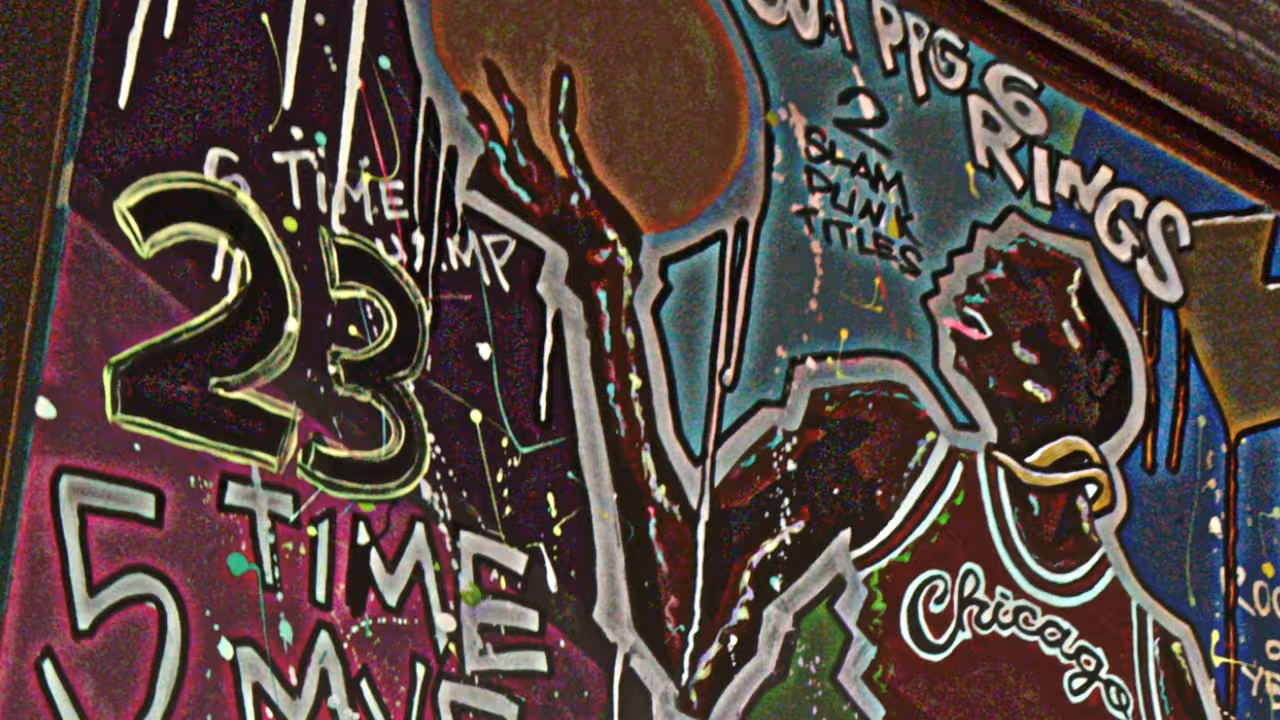 PPG
6
RINGS
2
SLAM
DUNK
TITLES
6 TIME
23
5 TIME
Chicago